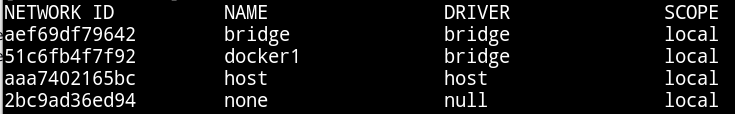 NETWORK ID NAME DRIVER SCOPE
aef69df79642 bridge bridge local
51c6fb4f7f92 docker1 bridge local
aaa7402165bc host host local
2bc9ad36ed94 none null local